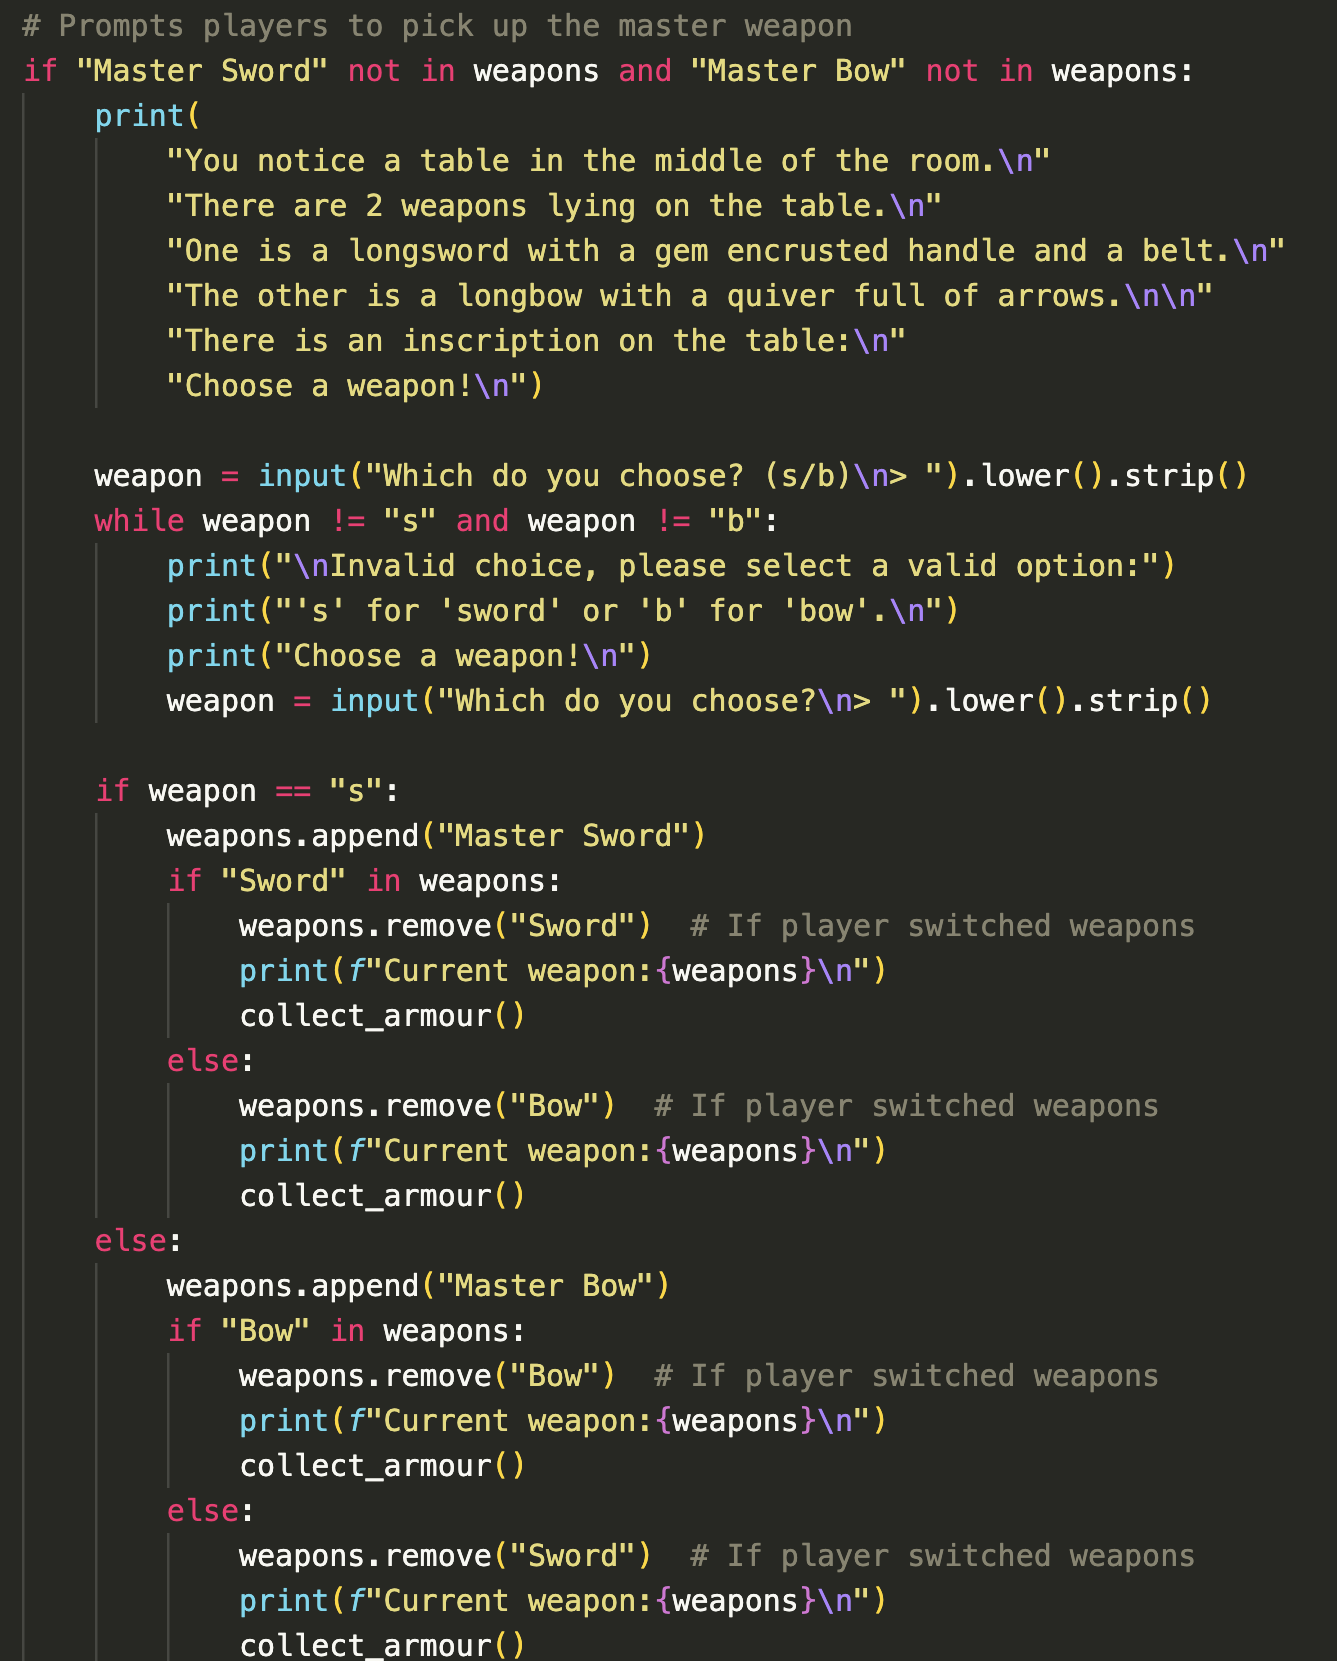 # Prompts players to pick up the master weapon
if "Master Sword" not in weapons and "Master Bow" not in weapons:
    print(
        "You notice a table in the middle of the room.\n"
        "There are 2 weapons lying on the table.\n"
        "One is a longsword with a gem encrusted handle and a belt.\n"
        "The other is a longbow with a quiver full of arrows.\n\n"
        "There is an inscription on the table:\n"
        "Choose a weapon!\n")

    weapon = input("Which do you choose? (s/b)\n> ").lower().strip()
    while weapon != "s" and weapon != "b":
        print("\nInvalid choice, please select a valid option:")
        print("'s' for 'sword' or 'b' for 'bow'.\n")
        print("Choose a weapon!\n")
        weapon = input("Which do you choose?\n> ").lower().strip()

    if weapon == "s":
        weapons.append("Master Sword")
        if "Sword" in weapons:
            weapons.remove("Sword")  # If player switched weapons
            print(f"Current weapon:{weapons}\n")
            collect_armour()
        else:
            weapons.remove("Bow")  # If player switched weapons
            print(f"Current weapon:{weapons}\n")
            collect_armour()
    else:
        weapons.append("Master Bow")
        if "Bow" in weapons:
            weapons.remove("Bow")  # If player switched weapons
            print(f"Current weapon:{weapons}\n")
            collect_armour()
        else:
            weapons.remove("Sword")  # If player switched weapons
            print(f"Current weapon:{weapons}\n")
            collect_armour()